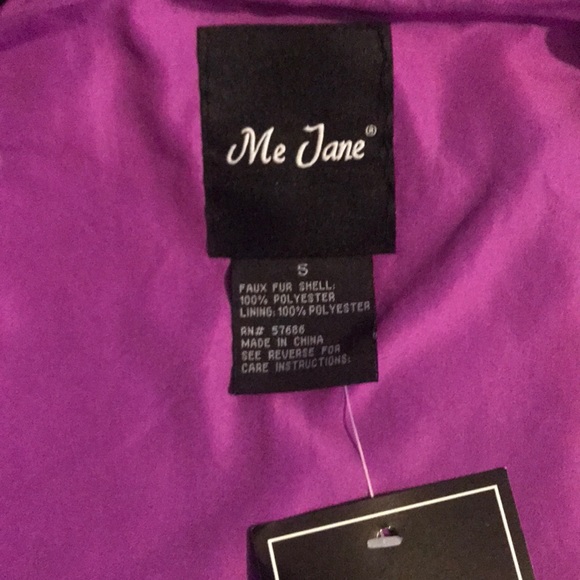 Me Jane®
S
FAUX FUR SHELL:
100% POLYESTER
LINING: 100% POLYESTER
RN# 57686
MADE IN CHINA
SEE REVERSE FOR
CARE INSTRUCTIONS: